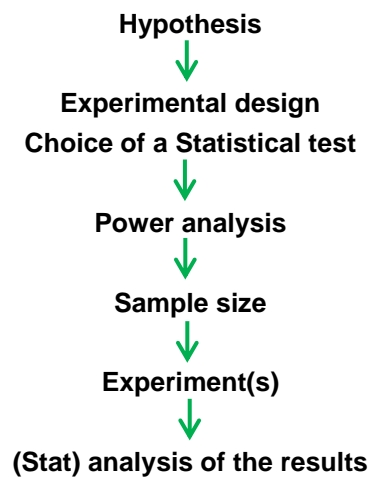 Hypothesis
Experimental design
Choice of a Statistical test
Power analysis
Sample size
Experiment(s)
(Stat) analysis of the results